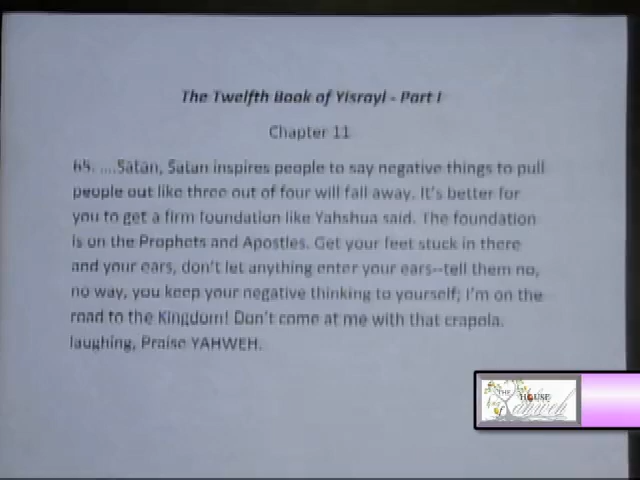 The Twelfth Book of Yisrayl - Part I
Chapter 11
65. ....Satan, Satan inspires people to say negative things to pull
people out like three out of four will fall away. It's better for
you to get a firm foundation like Yahshua said. The foundation
is on the Prophets and Apostles. Get your feet stuck in there
and your ears, don't let anything enter your ears--tell them no,
no way, you keep your negative thinking to yourself; I'm on the
road to the Kingdom! Don't come at me with that crapola.
laughing, Praise YAHWEH.
THE
HOUSE
Yahweh